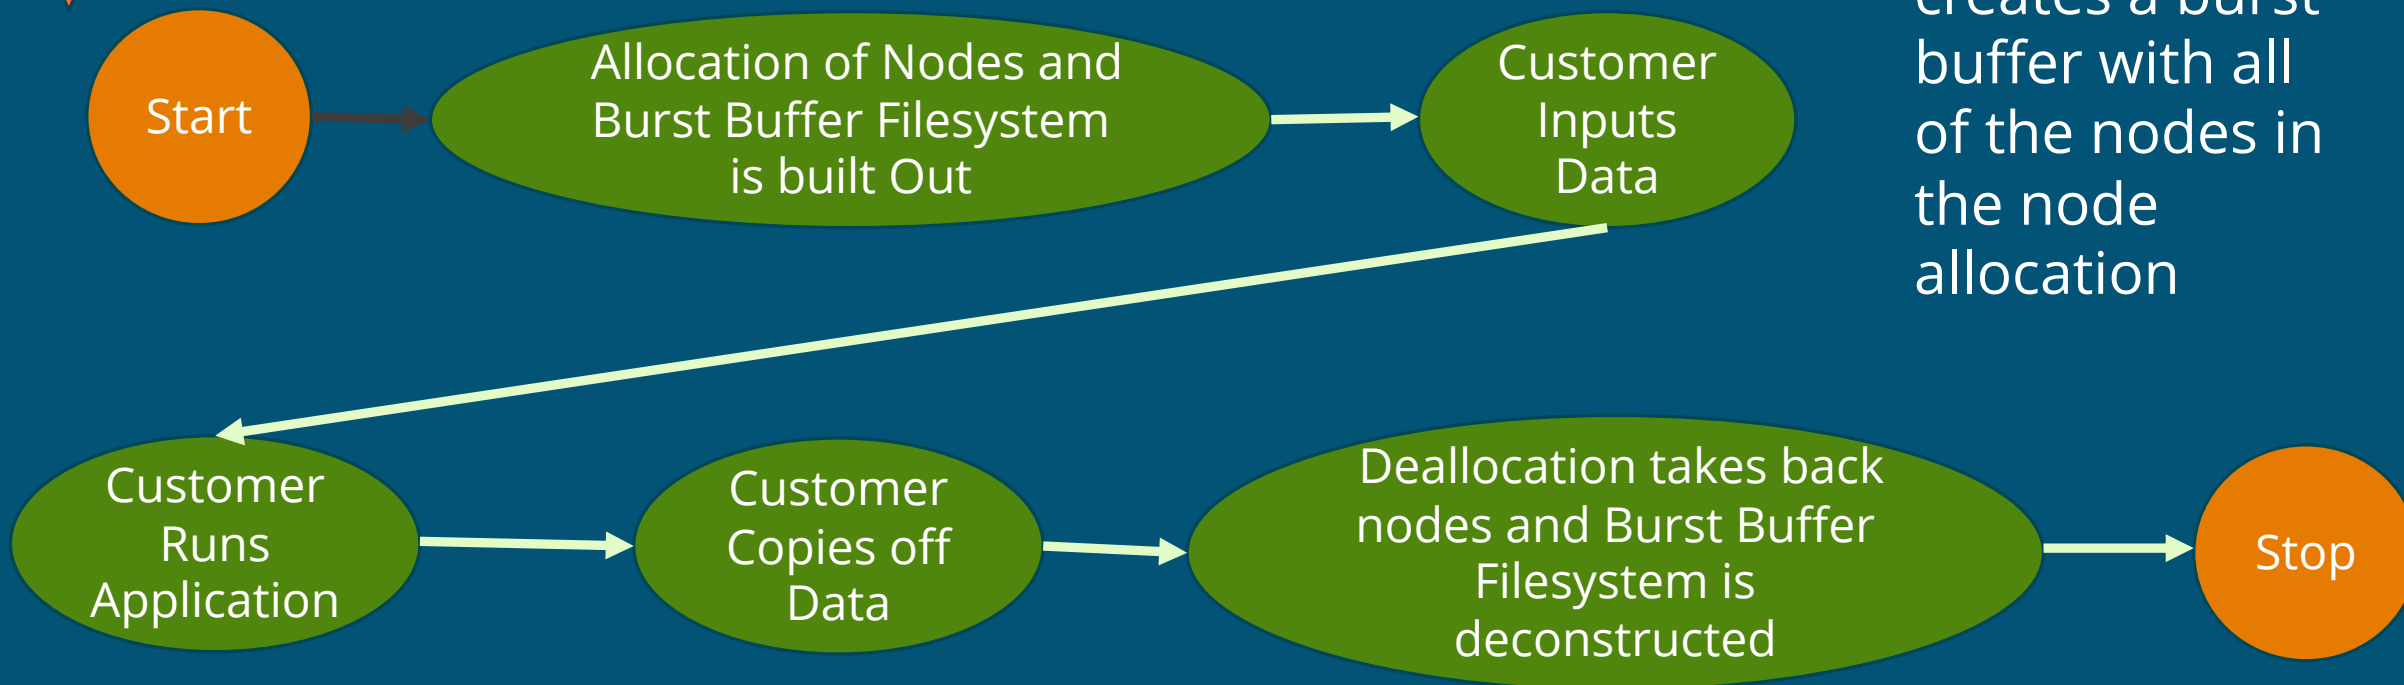 Start
Allocation of Nodes and
Burst Buffer Filesystem
is built Out
Customer
Inputs
Data
creates a burst
buffer with all
of the nodes in
the node
allocation
Customer
Runs
Application
Customer
Copies off
Data
Deallocation takes back
nodes and Burst Buffer
Filesystem is
deconstructed
Stop